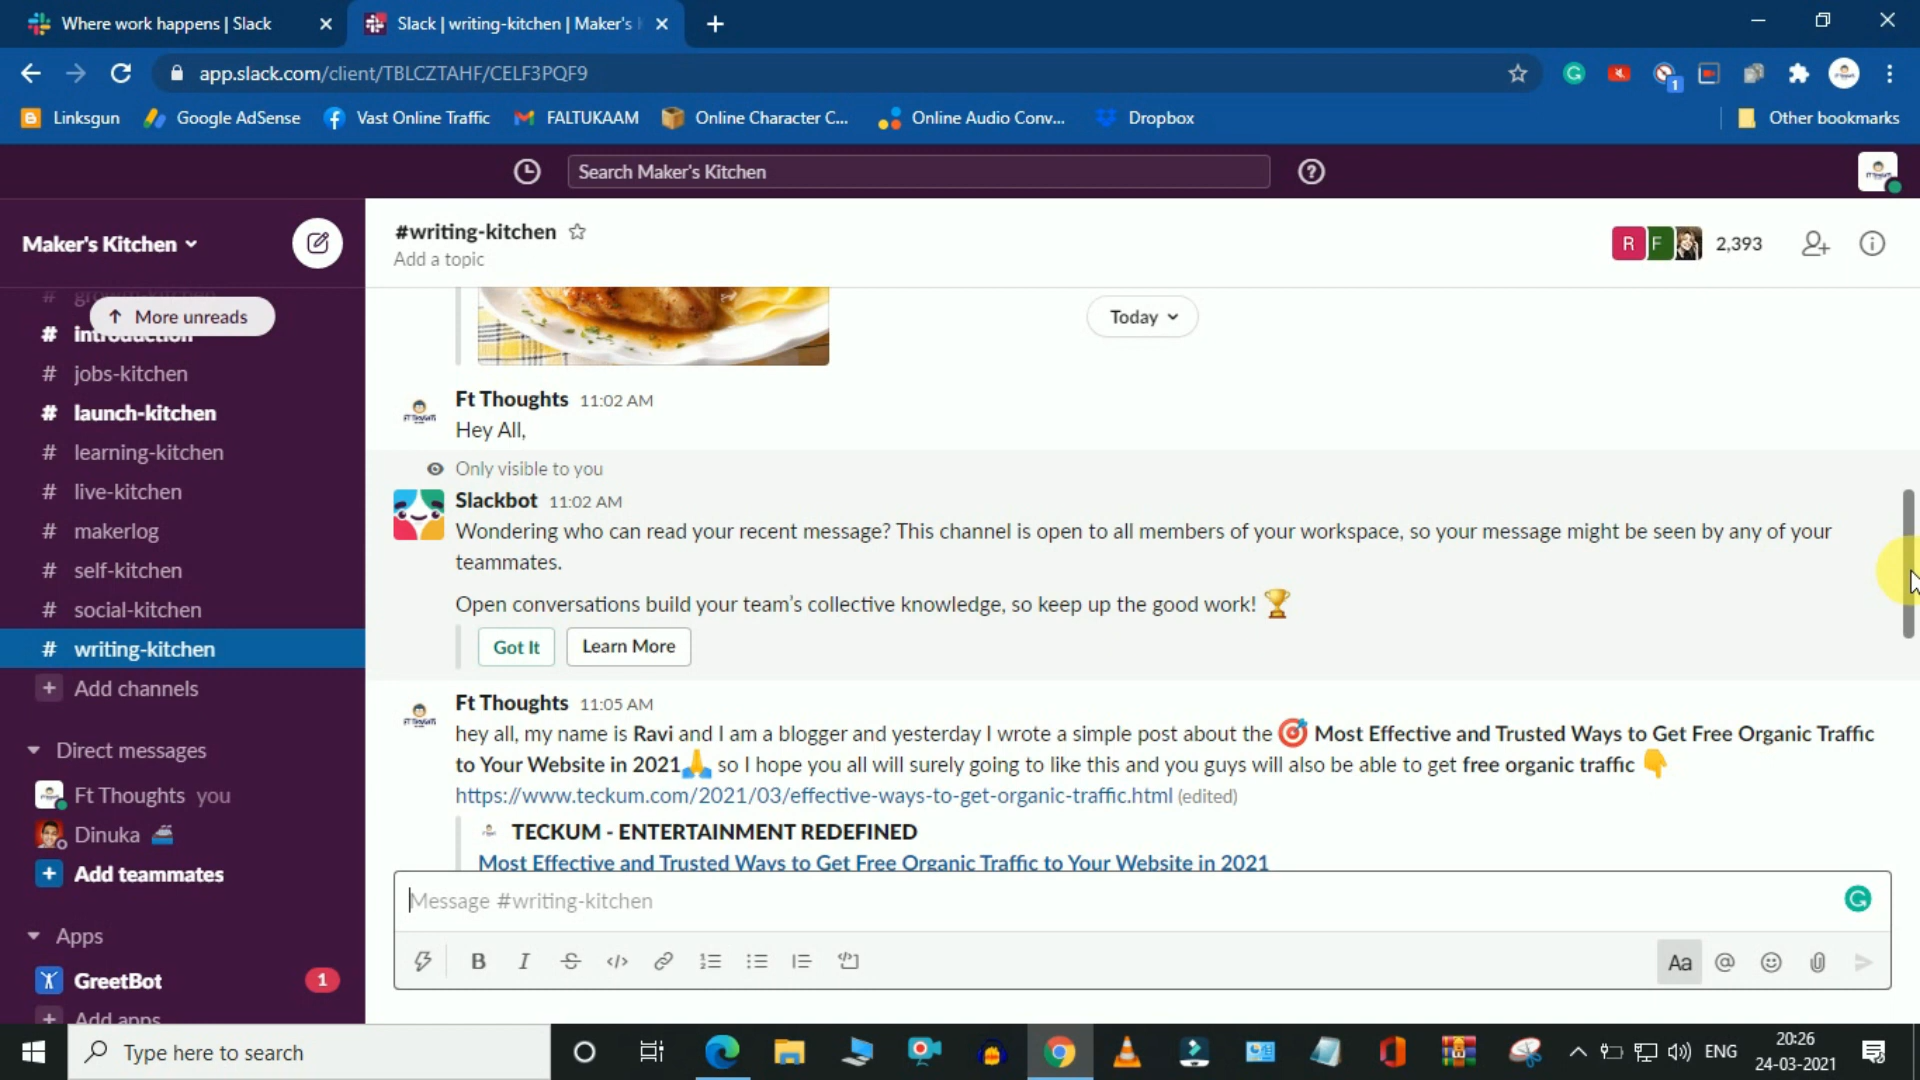 Where work happens | Slack
Slack | writing-kitchen | Maker's
app.slack.com/client/TBLCZTAHF/CELF3PQF9
1
Linksgun
Google AdSense
Vast Online Traffic
FALTUKAAM
Online Character C...
Online Audio Conv...
Dropbox
Other bookmarks
Search Maker's Kitchen
Maker's Kitchen
#writing-kitchen
Add a topic
R F 2,393
# growth-kitchen
More unreads
# introduction
# jobs-kitchen
# launch-kitchen
# learning-kitchen
# live-kitchen
# makerlog
# self-kitchen
# social-kitchen
# writing-kitchen
+ Add channels
Direct messages
Ft Thoughts you
Dinuka
+ Add teammates
Apps
GreetBot 1
+ Add apps
Today
Ft Thoughts 11:02 AM
Hey All,
Only visible to you
Slackbot 11:02 AM
Wondering who can read your recent message? This channel is open to all members of your workspace, so your message might be seen by any of your
teammates.
Open conversations build your team's collective knowledge, so keep up the good work! 🏆
Got It
Learn More
Ft Thoughts 11:05 AM
hey all, my name is Ravi and I am a blogger and yesterday I wrote a simple post about the 🎯 Most Effective and Trusted Ways to Get Free Organic Traffic
to Your Website in 2021🙏 so I hope you all will surely going to like this and you guys will also be able to get free organic traffic 👇
https://www.teckum.com/2021/03/effective-ways-to-get-organic-traffic.html (edited)
TECKUM - ENTERTAINMENT REDEFINED
Most Effective and Trusted Ways to Get Free Organic Traffic to Your Website in 2021
Message #writing-kitchen
B I S </> Aa @
Type here to search
ENG
20:26
24-03-2021